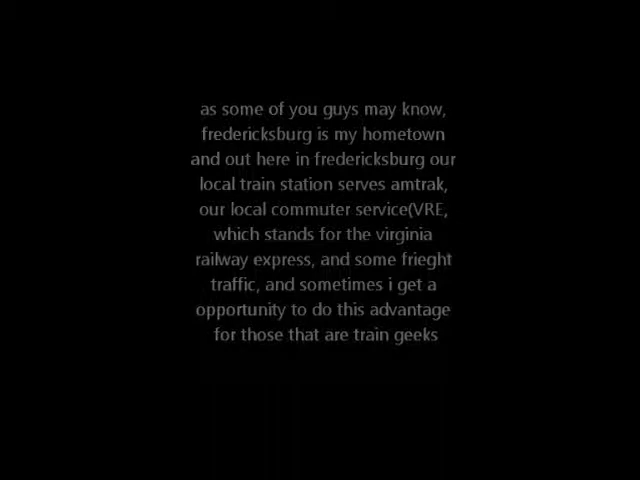 as some of you guys may know,
fredericksburg is my hometown
and out here in fredericksburg our
local train station serves amtrak,
our local commuter service(VRE,
which stands for the virginia
railway express, and some frieght
traffic, and sometimes i get a
opportunity to do this advantage
for those that are train geeks